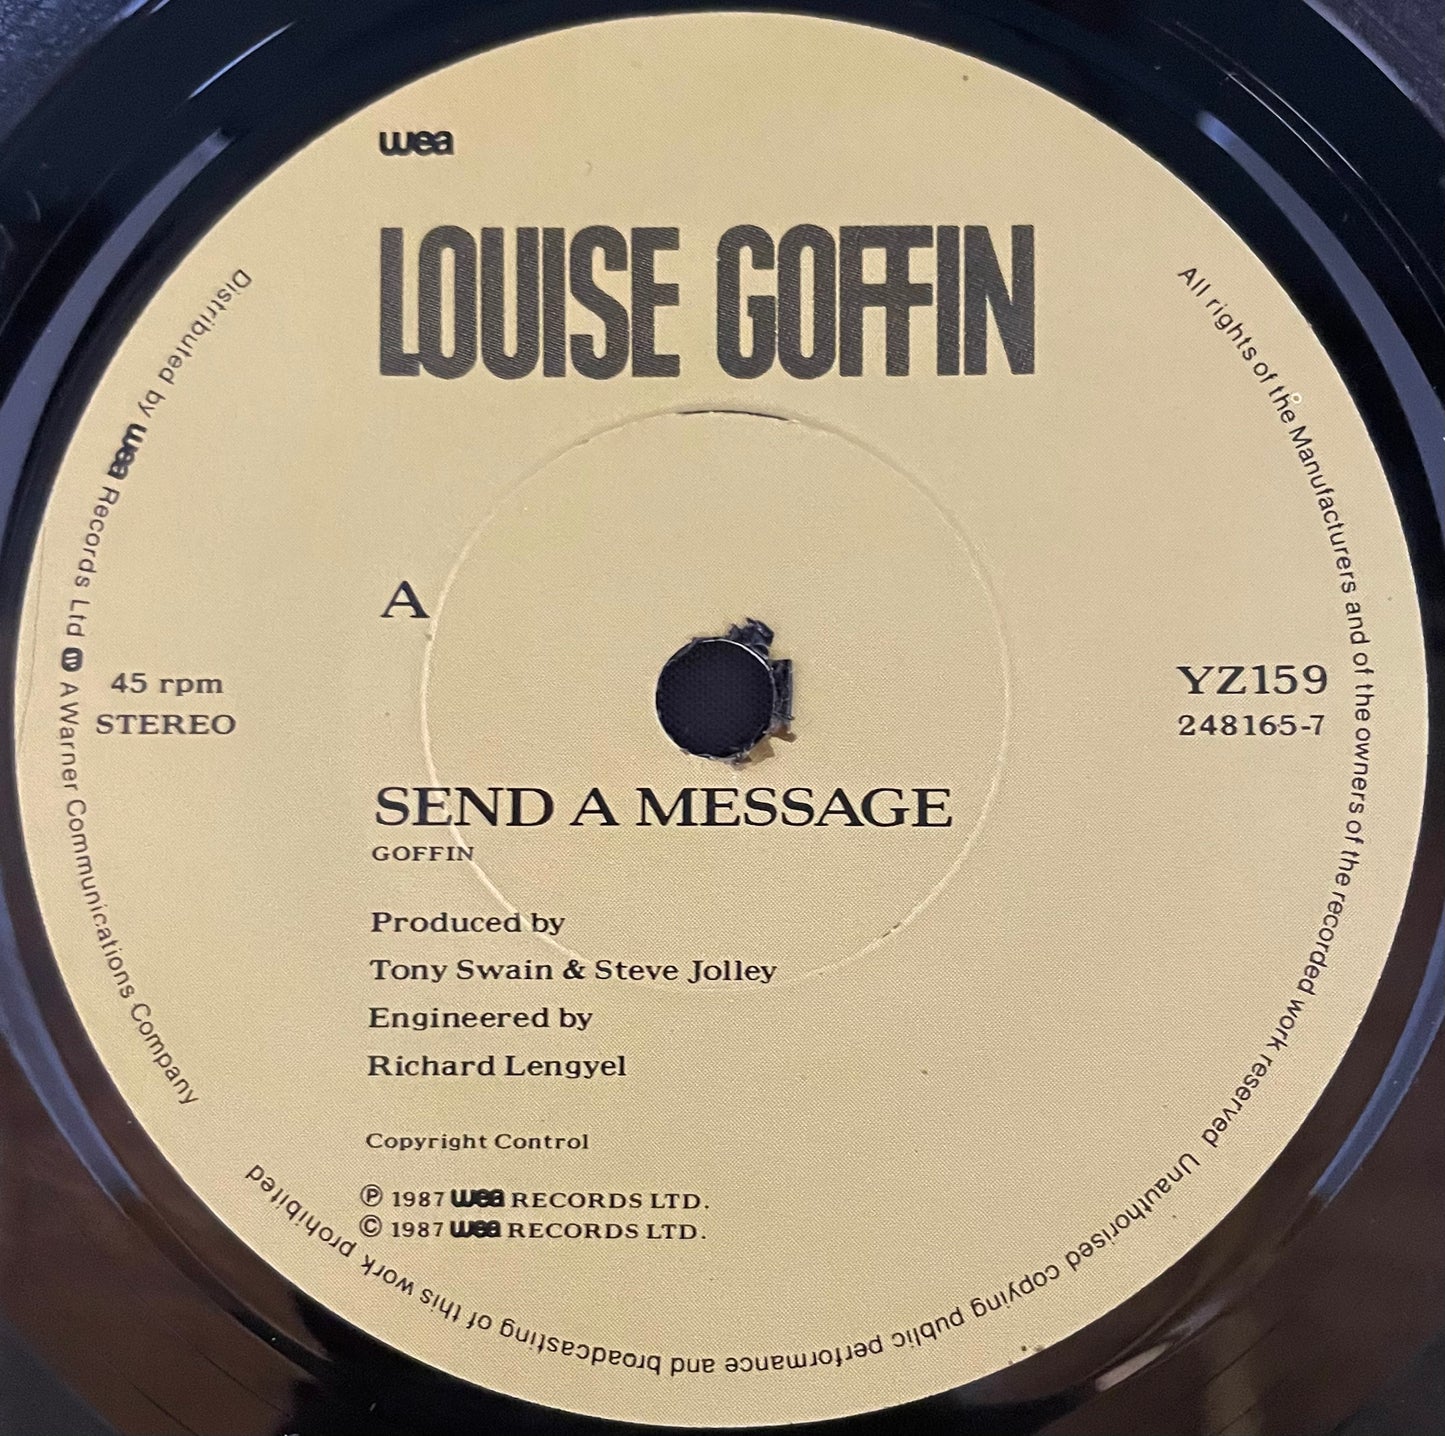 wea
LOUISE GOFFIN
A
45 rpm
STEREO
YZ159
248165-7
SEND A MESSAGE
GOFFIN
Produced by
Tony Swain & Steve Jolley
Engineered by
Richard Lengyel
Copyright Control
℗ 1987 wea RECORDS LTD.
© 1987 wea RECORDS LTD.
Distributed by wea Records Ltd A Warner Communications Company
All rights of the Manufacturers and of the owners of the recorded work reserved Unauthorised copying public performance and broadcasting of this work prohibited